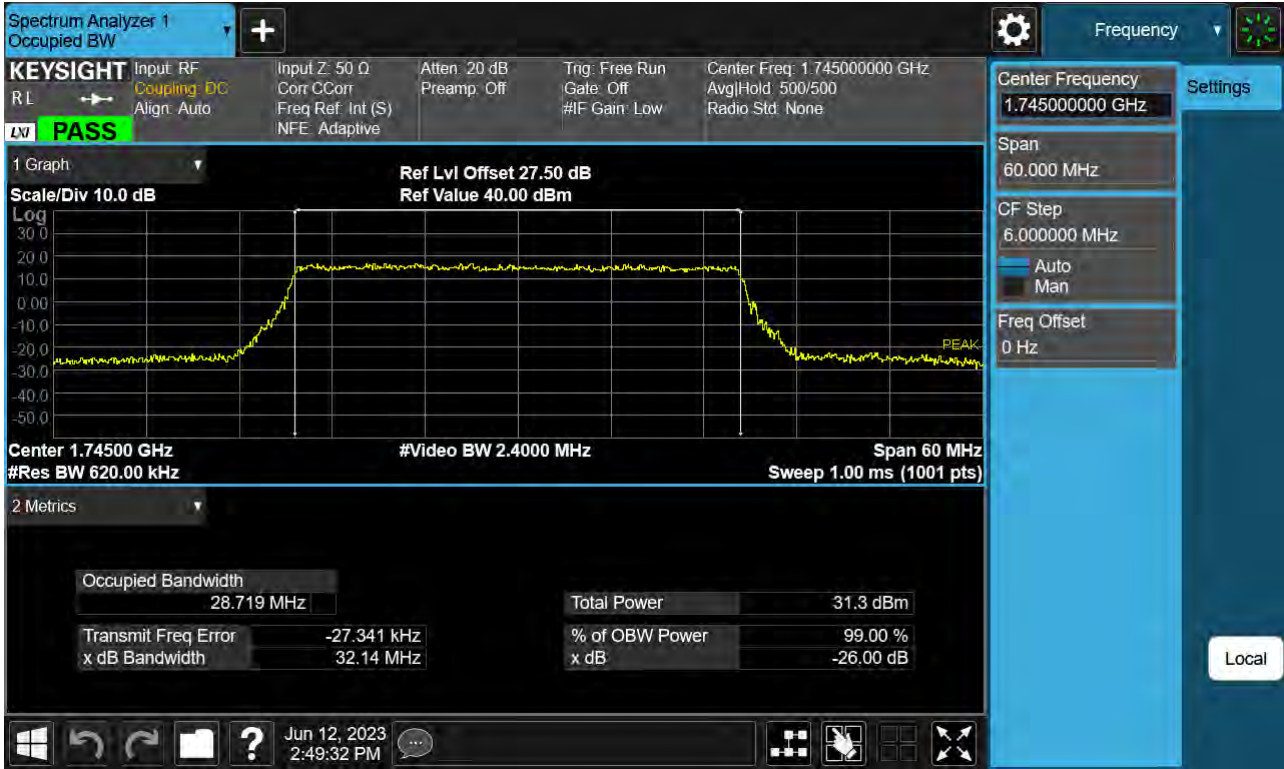 Spectrum Analyzer 1
Occupied BW
Frequency
KEYSIGHT
RL
LXI
PASS
Input: RF
Coupling: DC
Align: Auto
Input Z: 50 Ω
Corr CCorr
Freq Ref: Int (S)
NFE: Adaptive
Atten: 20 dB
Preamp: Off
Trig: Free Run
Gate: Off
#IF Gain: Low
Center Freq: 1.745000000 GHz
Avg|Hold: 500/500
Radio Std: None
Center Frequency
1.745000000 GHz
Settings
Span
60.000 MHz
CF Step
6.000000 MHz
Auto
Man
Freq Offset
0 Hz
1 Graph
Scale/Div 10.0 dB
Ref Lvl Offset 27.50 dB
Ref Value 40.00 dBm
Log
30.0
20.0
10.0
0.00
-10.0
-20.0
-30.0
-40.0
-50.0
PEAK
Center 1.74500 GHz
#Res BW 620.00 kHz
#Video BW 2.4000 MHz
Span 60 MHz
Sweep 1.00 ms (1001 pts)
2 Metrics
Occupied Bandwidth
28.719 MHz
Total Power 31.3 dBm
Transmit Freq Error -27.341 kHz
% of OBW Power 99.00 %
x dB Bandwidth 32.14 MHz
x dB -26.00 dB
Local
?
Jun 12, 2023
2:49:32 PM